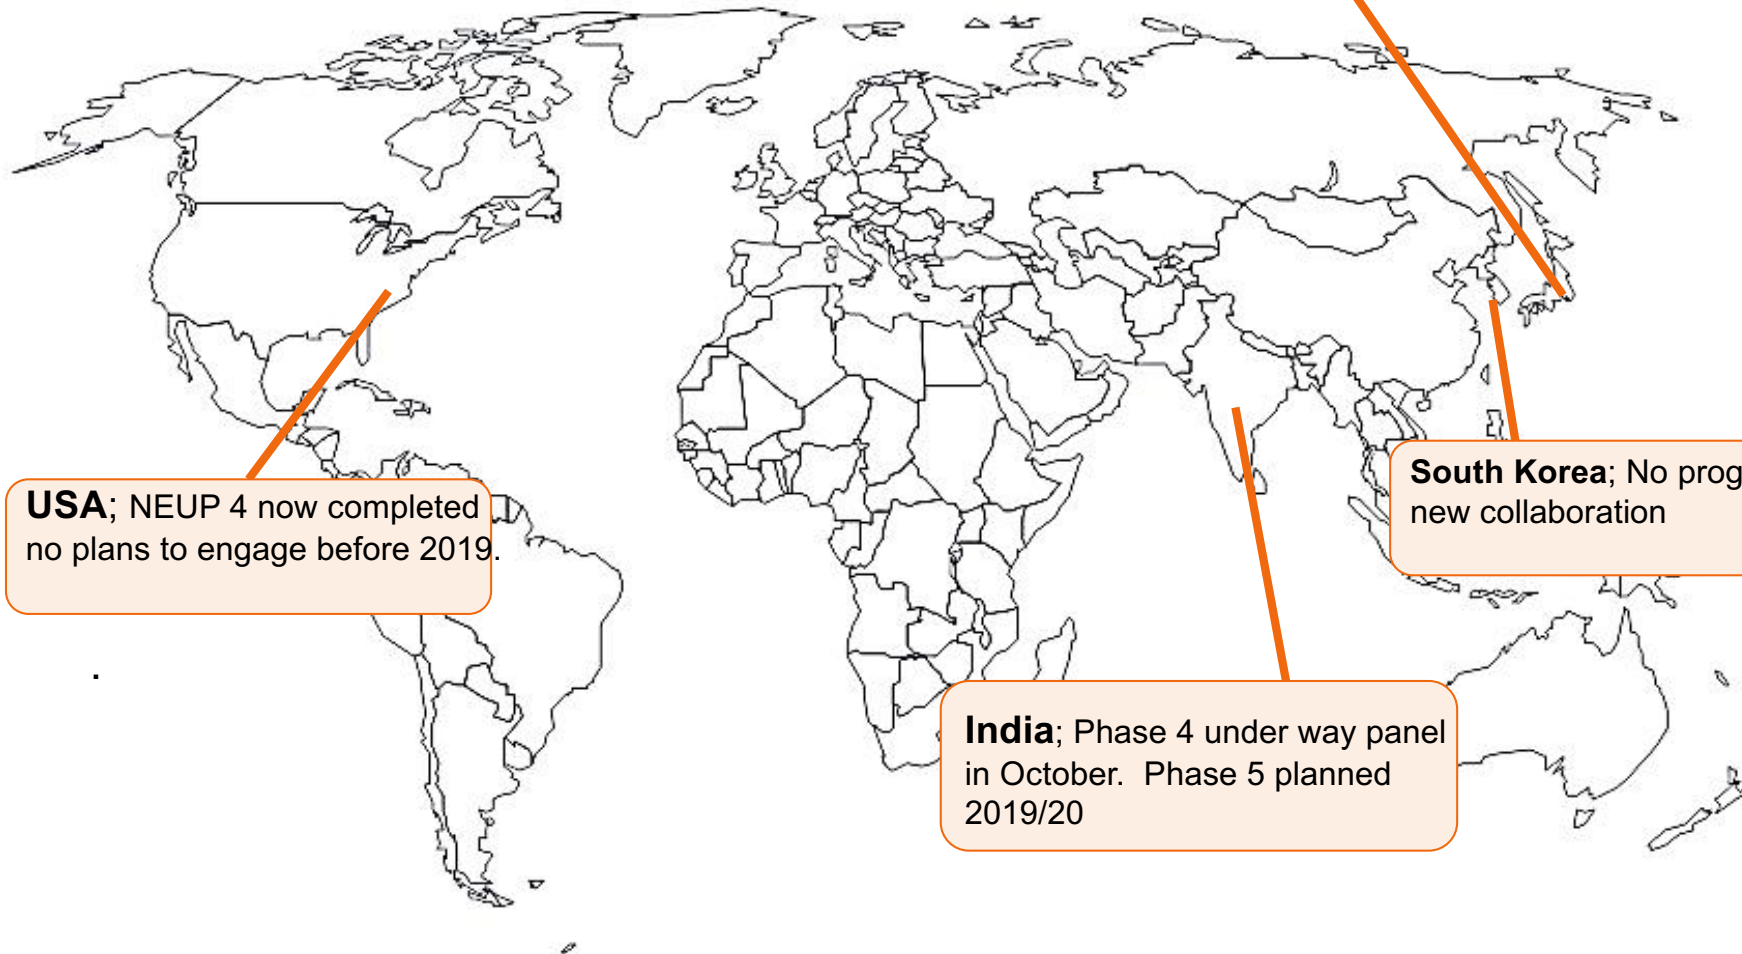 USA; NEUP 4 now completed
no plans to engage before 2019.
South Korea; No prog
new collaboration
.
India; Phase 4 under way panel
in October.  Phase 5 planned
2019/20